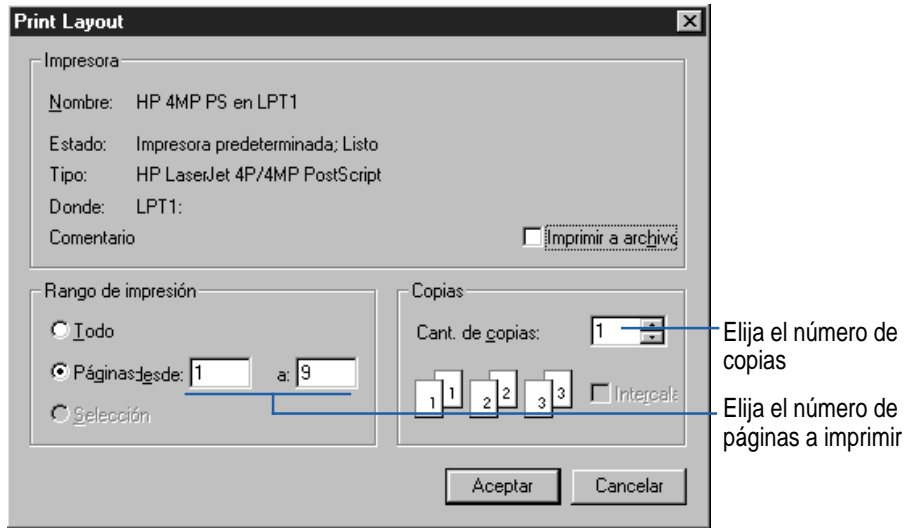 Print Layout
Impresora
Nombre: HP 4MP PS en LPT1
Estado: Impresora predeterminada; Listo
Tipo: HP LaserJet 4P/4MP PostScript
Donde: LPT1:
Comentario
Imprimir a archivo
Rango de impresión
Todo
Páginas desde: 1 a: 9
Selección
Copias
Cant. de copias: 1
1 1 2 2 3 3
Intercala
Elija el número de
copias
Elija el número de
páginas a imprimir
Aceptar
Cancelar